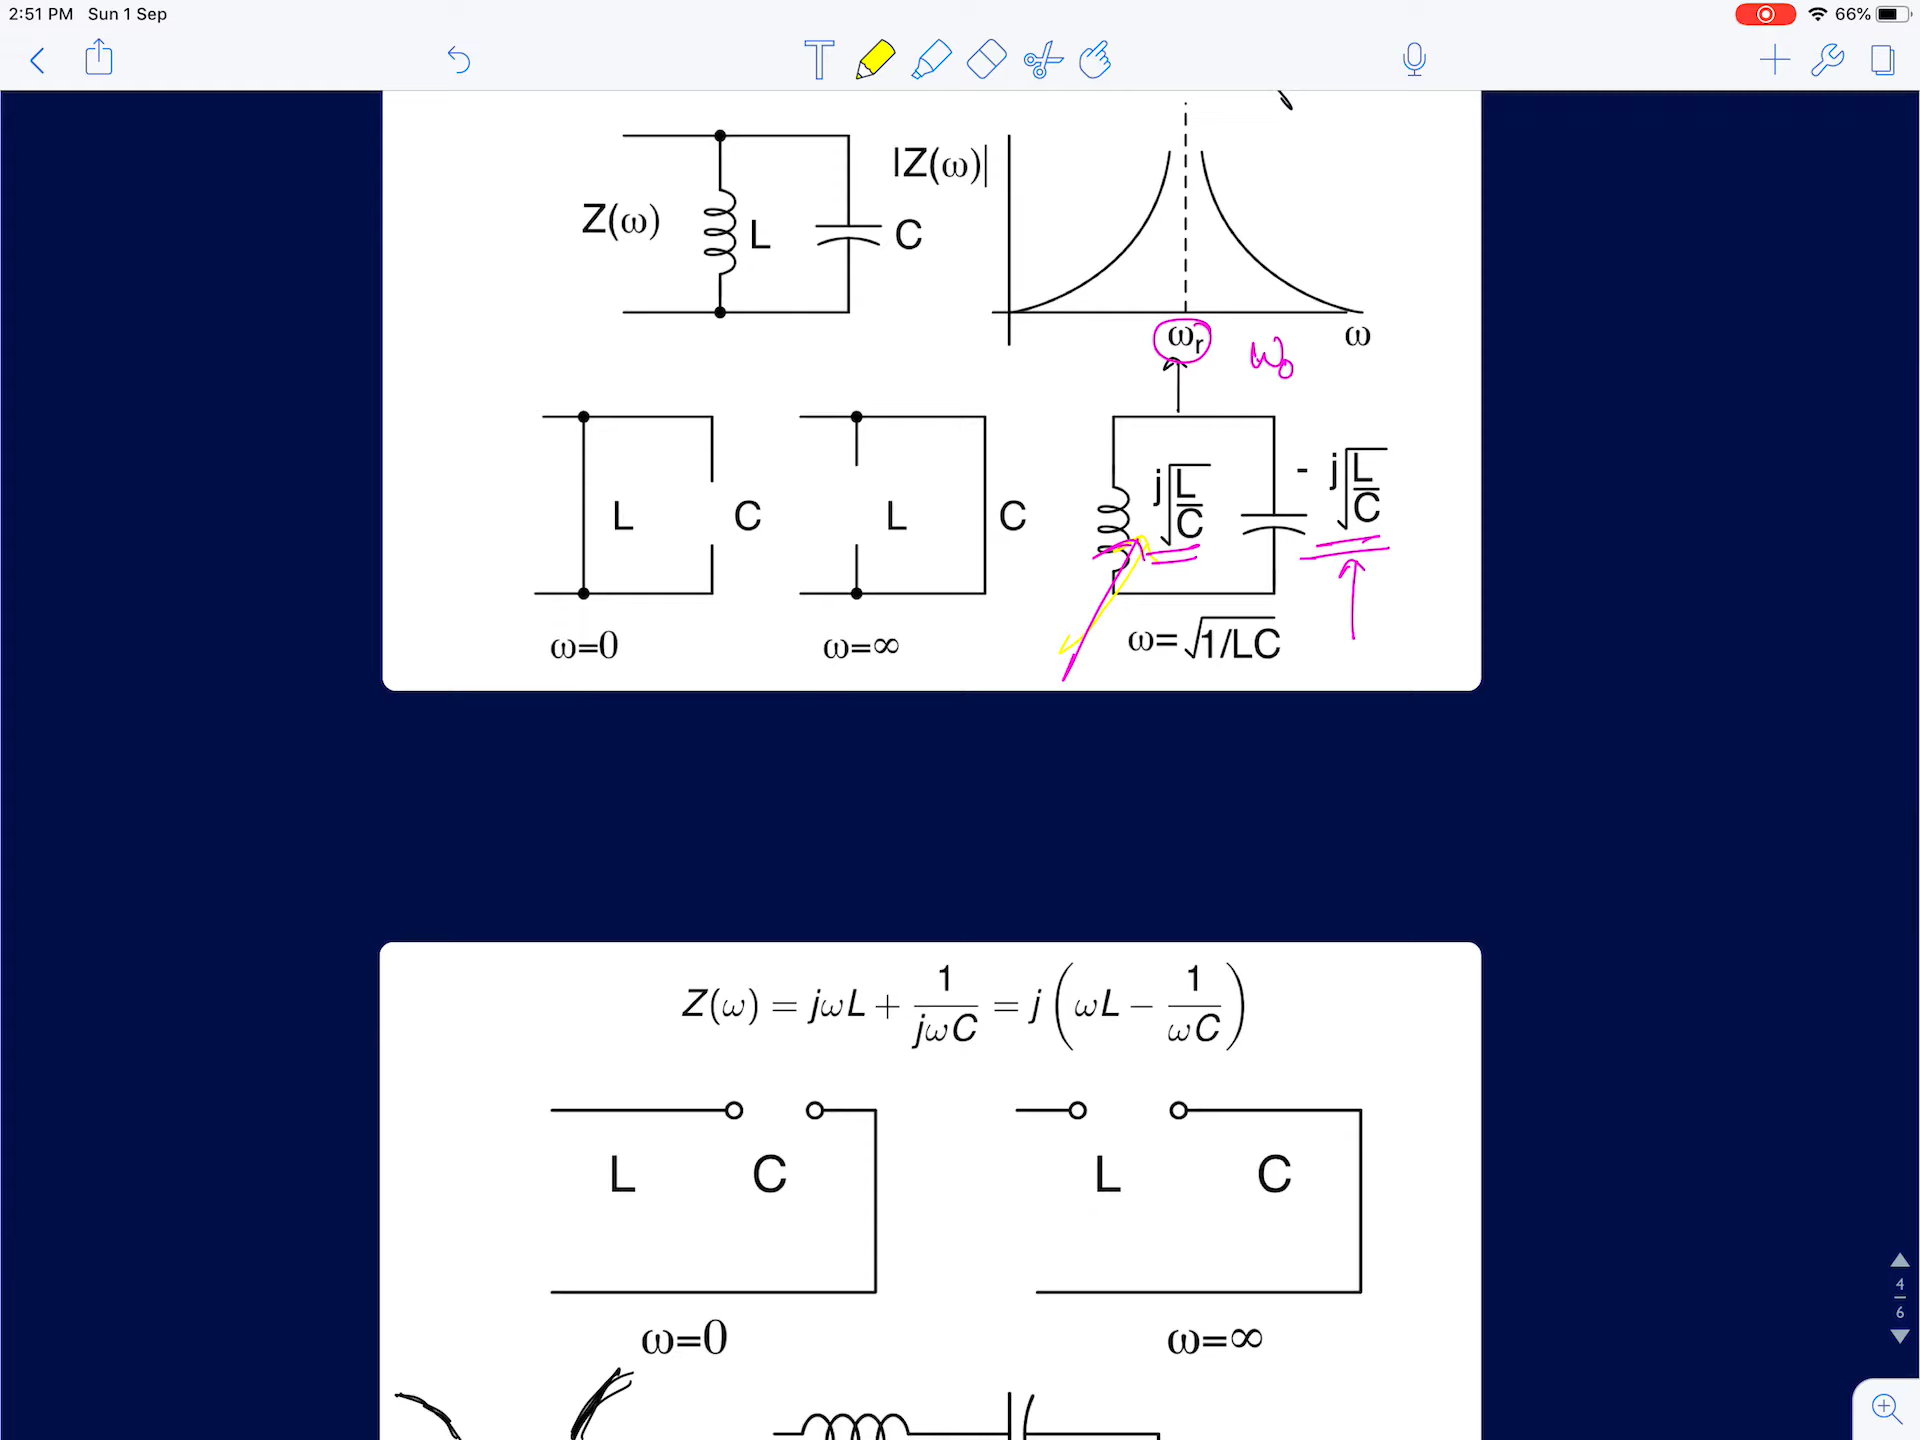 2:51 PM Sun 1 Sep 66%
T
|Z(ω)|
Z(ω) L C
ωr ω0 ω
L C L C j√L/C - j√L/C
ω=0 ω=∞ ω=√1/LC
Z(ω) = jωL + 1/jωC = j(ωL − 1/ωC)
L C L C
4
6
ω=0 ω=∞